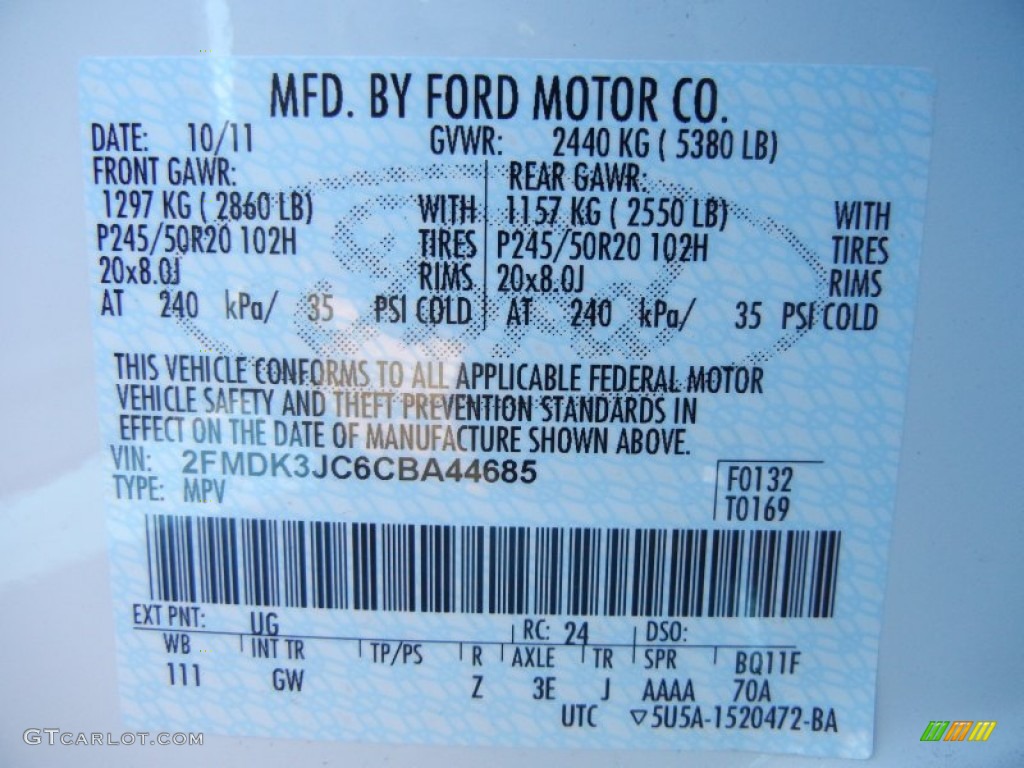 MFD. BY FORD MOTOR CO.
DATE: 10/11 GVWR: 2440 KG ( 5380 LB)
FRONT GAWR: REAR GAWR:
1297 KG ( 2860 LB) WITH 1157 KG ( 2550 LB) WITH
P245/50R20 102H TIRES P245/50R20 102H TIRES
20x8.0J RIMS 20x8.0J RIMS
AT 240 kPa/ 35 PSI COLD AT 240 kPa/ 35 PSI COLD
THIS VEHICLE CONFORMS TO ALL APPLICABLE FEDERAL MOTOR
VEHICLE SAFETY AND THEFT PREVENTION STANDARDS IN
EFFECT ON THE DATE OF MANUFACTURE SHOWN ABOVE.
VIN: 2FMDK3JC6CBA44685 F0132
TYPE: MPV T0169
EXT PNT: UG RC: 24 DSO:
WB INT TR TP/PS R AXLE TR SPR BQ11F
111 GW Z 3E J AAAA 70A
UTC ▽5U5A-1520472-BA
GTCARLOT.COM